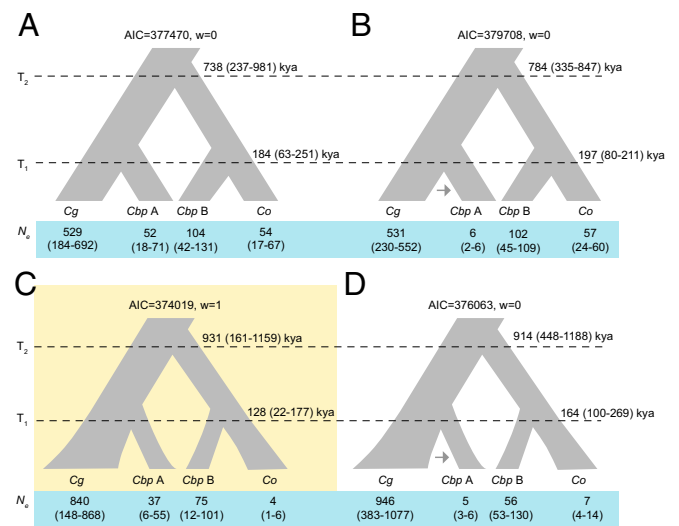 A
B
AIC=377470, w=0
AIC=379708, w=0
T2
738 (237-981) kya
784 (335-847) kya
T1
184 (63-251) kya
197 (80-211) kya
Cg Cbp A Cbp B Co
Cg Cbp A Cbp B Co
Ne
529 52 104 54
531 6 102 57
(184-692) (18-71) (42-131) (17-67)
(230-552) (2-6) (45-109) (24-60)
C
D
AIC=374019, w=1
AIC=376063, w=0
T2
931 (161-1159) kya
914 (448-1188) kya
T1
128 (22-177) kya
164 (100-269) kya
Cg Cbp A Cbp B Co
Cg Cbp A Cbp B Co
Ne
840 37 75 4
946 5 56 7
(148-868) (6-55) (12-101) (1-6)
(383-1077) (3-6) (53-130) (4-14)